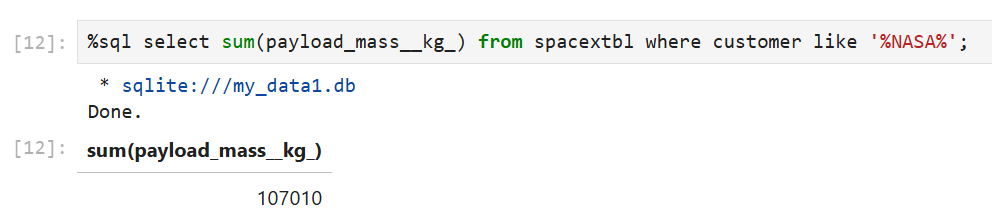 [12]: %sql select sum(payload_mass__kg_) from spacextbl where customer like '%NASA%';
* sqlite:///my_data1.db
Done.
[12]: sum(payload_mass__kg_)
107010